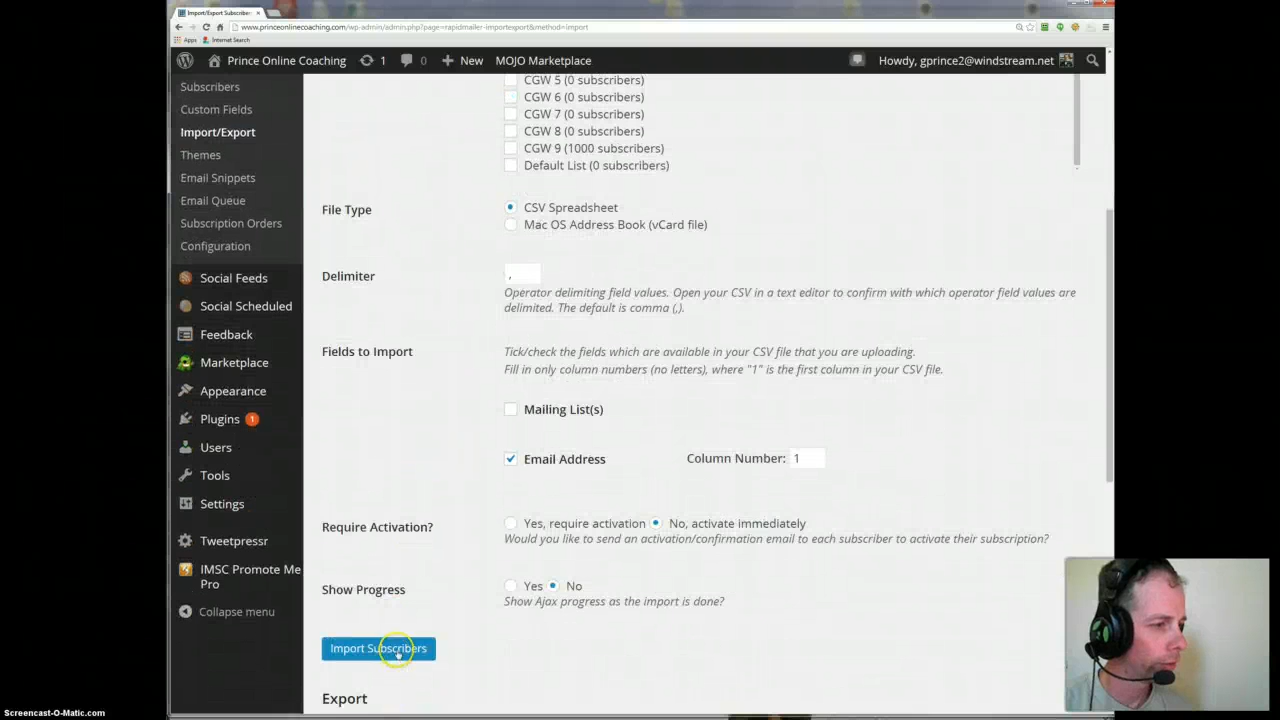 Import/Export Subscriber
www.princeonlinecoaching.com/wp-admin/admin.php?page=rapidmailer-importexport&method=import
Apps Internet Search
Prince Online Coaching 1 0 New MOJO Marketplace Howdy, gprince2@windstream.net
Subscribers
Custom Fields
Import/Export
Themes
Email Snippets
Email Queue
Subscription Orders
Configuration
Social Feeds
Social Scheduled
Feedback
Marketplace
Appearance
Plugins 1
Users
Tools
Settings
Tweetpressr
IMSC Promote Me
Pro
Collapse menu
CGW 5 (0 subscribers)
CGW 6 (0 subscribers)
CGW 7 (0 subscribers)
CGW 8 (0 subscribers)
CGW 9 (1000 subscribers)
Default List (0 subscribers)
File Type
CSV Spreadsheet
Mac OS Address Book (vCard file)
Delimiter
,
Operator delimiting field values. Open your CSV in a text editor to confirm with which operator field values are
delimited. The default is comma (,).
Fields to Import
Tick/check the fields which are available in your CSV file that you are uploading.
Fill in only column numbers (no letters), where "1" is the first column in your CSV file.
Mailing List(s)
Email Address Column Number: 1
Require Activation?
Yes, require activation No, activate immediately
Would you like to send an activation/confirmation email to each subscriber to activate their subscription?
Show Progress
Yes No
Show Ajax progress as the import is done?
Import Subscribers
Export
Screencast-O-Matic.com